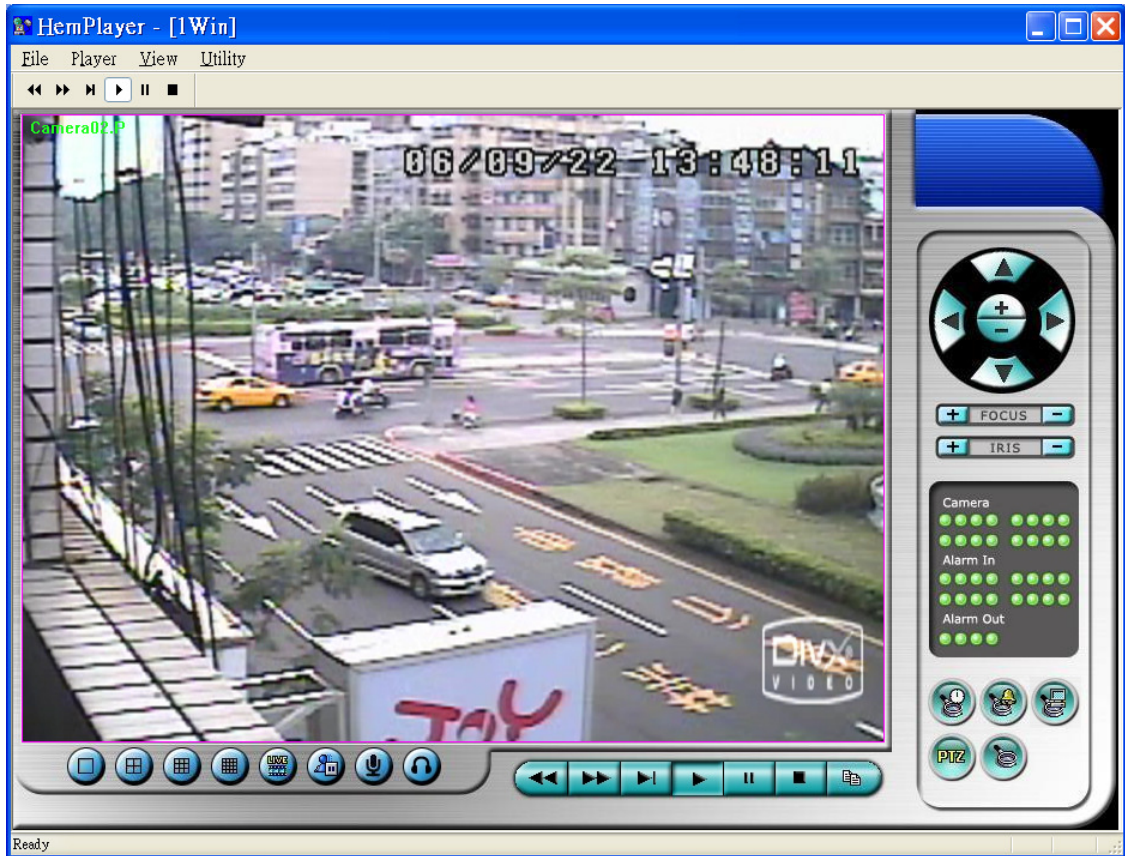 HemPlayer - [1Win]
File Player View Utility
Camera02.P
06/09/22 13:48:11
FOCUS
IRIS
Camera
Alarm In
Alarm Out
DIVX
VIDEO
JOY
LIVE
PTZ
Ready